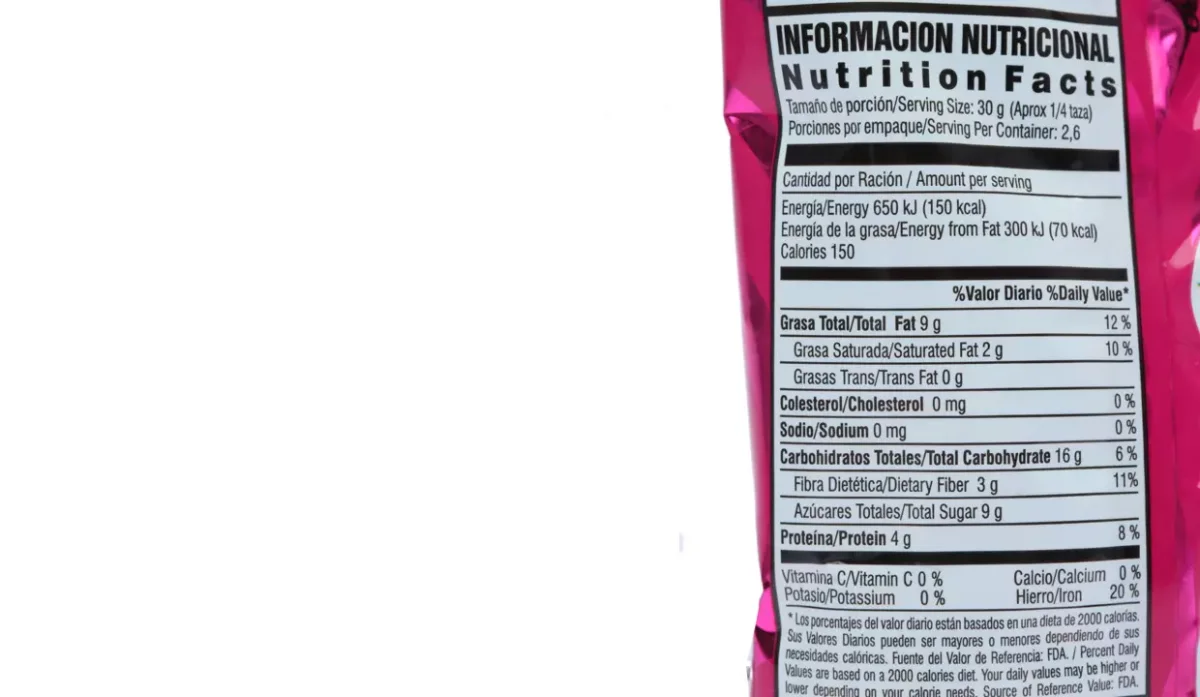 INFORMACION NUTRICIONAL
Nutrition Facts
Tamaño de porción/Serving Size: 30 g (Aprox 1/4 taza)
Porciones por empaque/Serving Per Container: 2,6
Cantidad por Ración / Amount per serving
Energía/Energy 650 kJ (150 kcal)
Energía de la grasa/Energy from Fat 300 kJ (70 kcal)
Calories 150
%Valor Diario %Daily Value*
Grasa Total/Total Fat 9 g 12 %
Grasa Saturada/Saturated Fat 2 g 10 %
Grasas Trans/Trans Fat 0 g
Colesterol/Cholesterol 0 mg 0 %
Sodio/Sodium 0 mg 0 %
Carbohidratos Totales/Total Carbohydrate 16 g 6 %
Fibra Dietética/Dietary Fiber 3 g 11%
Azúcares Totales/Total Sugar 9 g
Proteína/Protein 4 g 8 %
Vitamina C/Vitamin C 0 % Calcio/Calcium 0 %
Potasio/Potassium 0 % Hierro/Iron 20 %
* Los porcentajes del valor diario están basados en una dieta de 2000 calorías.
Sus Valores Diarios pueden ser mayores o menores dependiendo de sus
necesidades calóricas. Fuente del Valor de Referencia: FDA. / Percent Daily
Values are based on a 2000 calories diet. Your daily values may be higher or
lower depending on your calorie needs. Source of Reference Value: FDA.